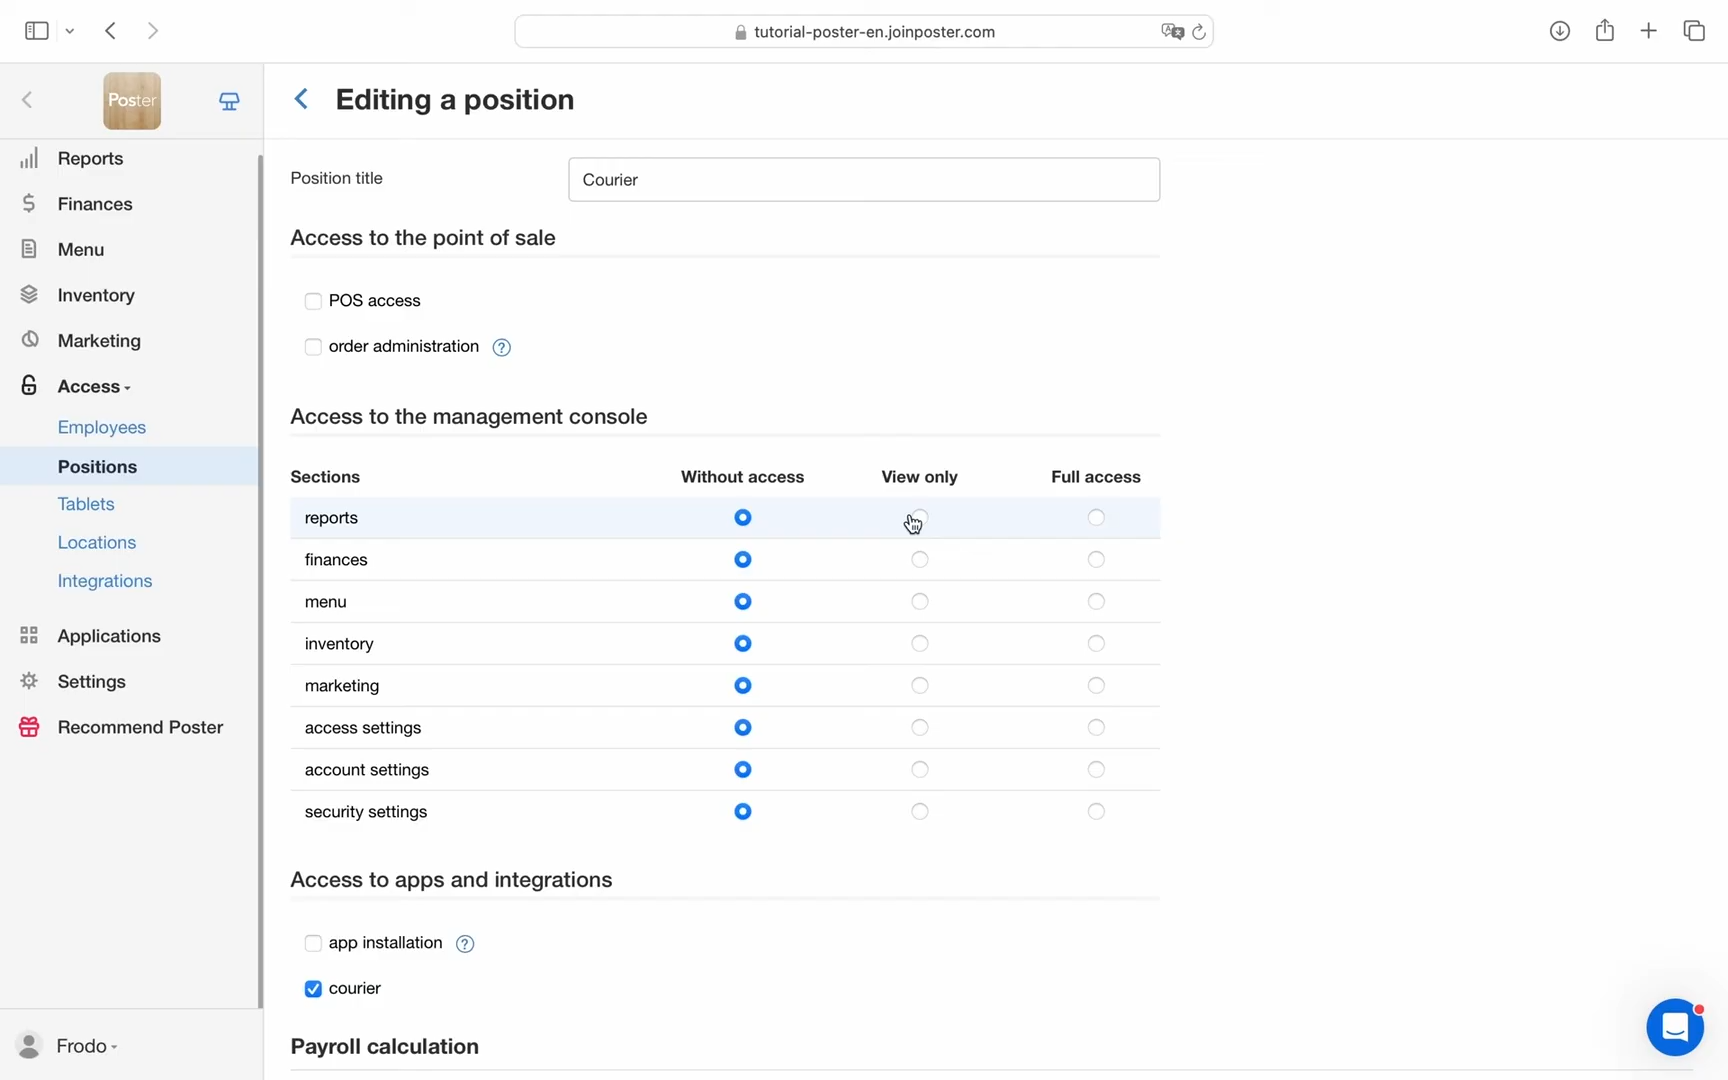 tutorial-poster-en.joinposter.com
Poster
Editing a position
Reports
Finances
Menu
Inventory
Marketing
Access
Employees
Positions
Tablets
Locations
Integrations
Applications
Settings
Recommend Poster
Frodo
Position title
Courier
Access to the point of sale
POS access
order administration ?
Access to the management console
Sections Without access View only Full access
reports
finances
menu
inventory
marketing
access settings
account settings
security settings
Access to apps and integrations
app installation ?
courier
Payroll calculation